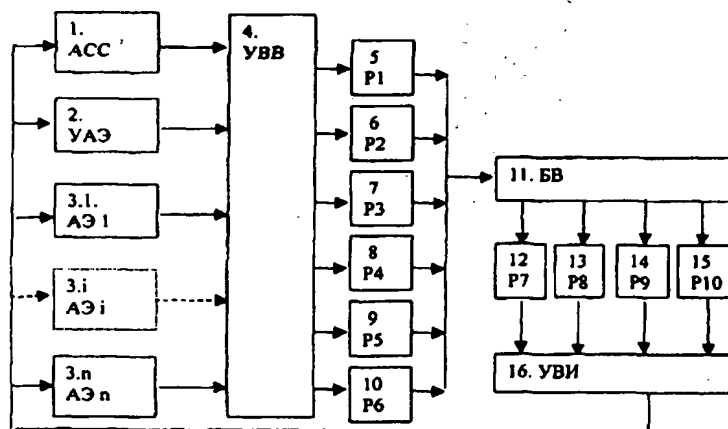 1.
АСС
2.
УАЭ
3.1.
АЭ 1
3.i
АЭ i
3.n
АЭ n
4.
УВВ
5
Р1
6
Р2
7
Р3
8
Р4
9
Р5
10
Р6
11. БВ
12
Р7
13
Р8
14
Р9
15
Р10
16. УВИ